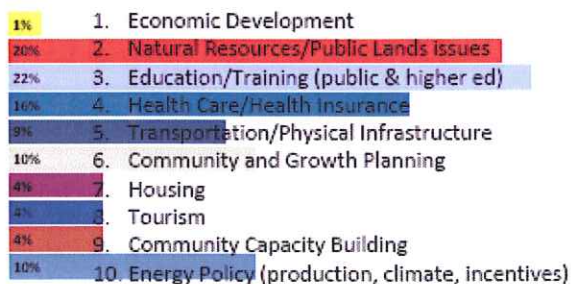 1% 1. Economic Development
20% 2. Natural Resources/Public Lands issues
22% 3. Education/Training (public & higher ed)
16% 4. Health Care/Health Insurance
9% 5. Transportation/Physical Infrastructure
10% 6. Community and Growth Planning
4% 7. Housing
4% 8. Tourism
4% 9. Community Capacity Building
10% 10. Energy Policy (production, climate, incentives)